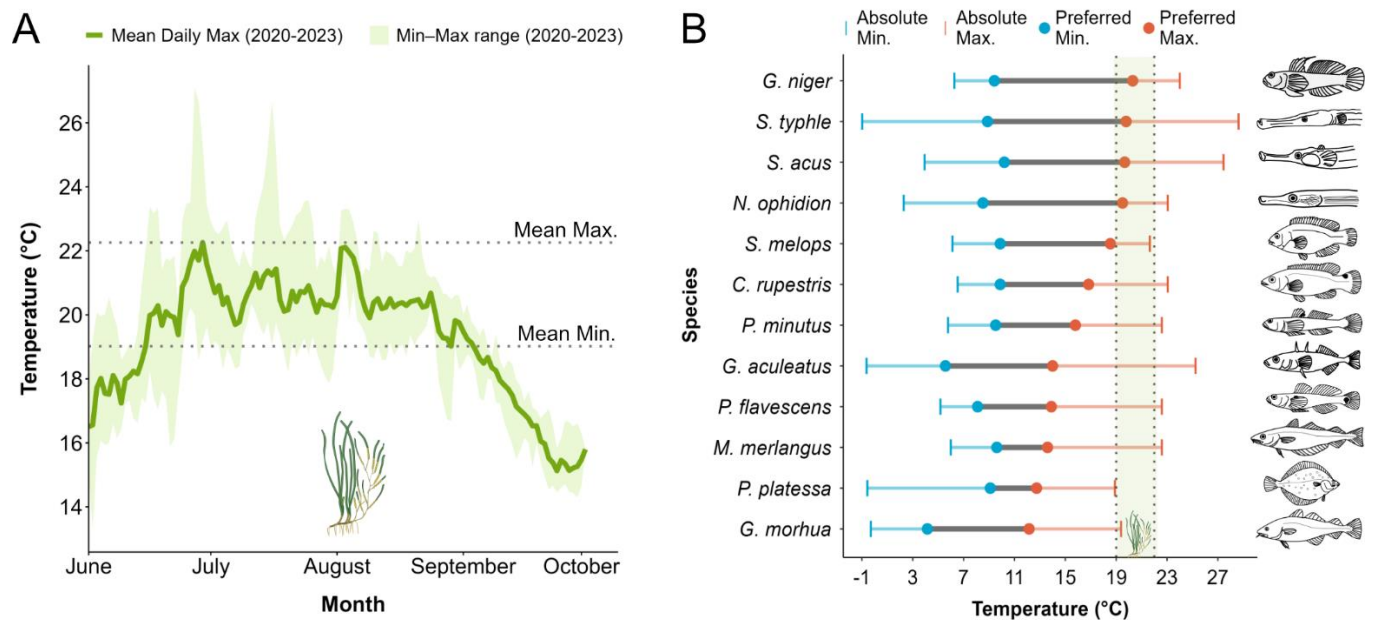 A
Mean Daily Max (2020-2023)
Min–Max range (2020-2023)
Temperature (°C)
26
24
22
20
18
16
14
Mean Max.
Mean Min.
June
July
August
September
October
Month
B
Absolute Min.
Absolute Max.
Preferred Min.
Preferred Max.
Species
G. niger
S. typhle
S. acus
N. ophidion
S. melops
C. rupestris
P. minutus
G. aculeatus
P. flavescens
M. merlangus
P. platessa
G. morhua
-1
3
7
11
15
19
23
27
Temperature (°C)